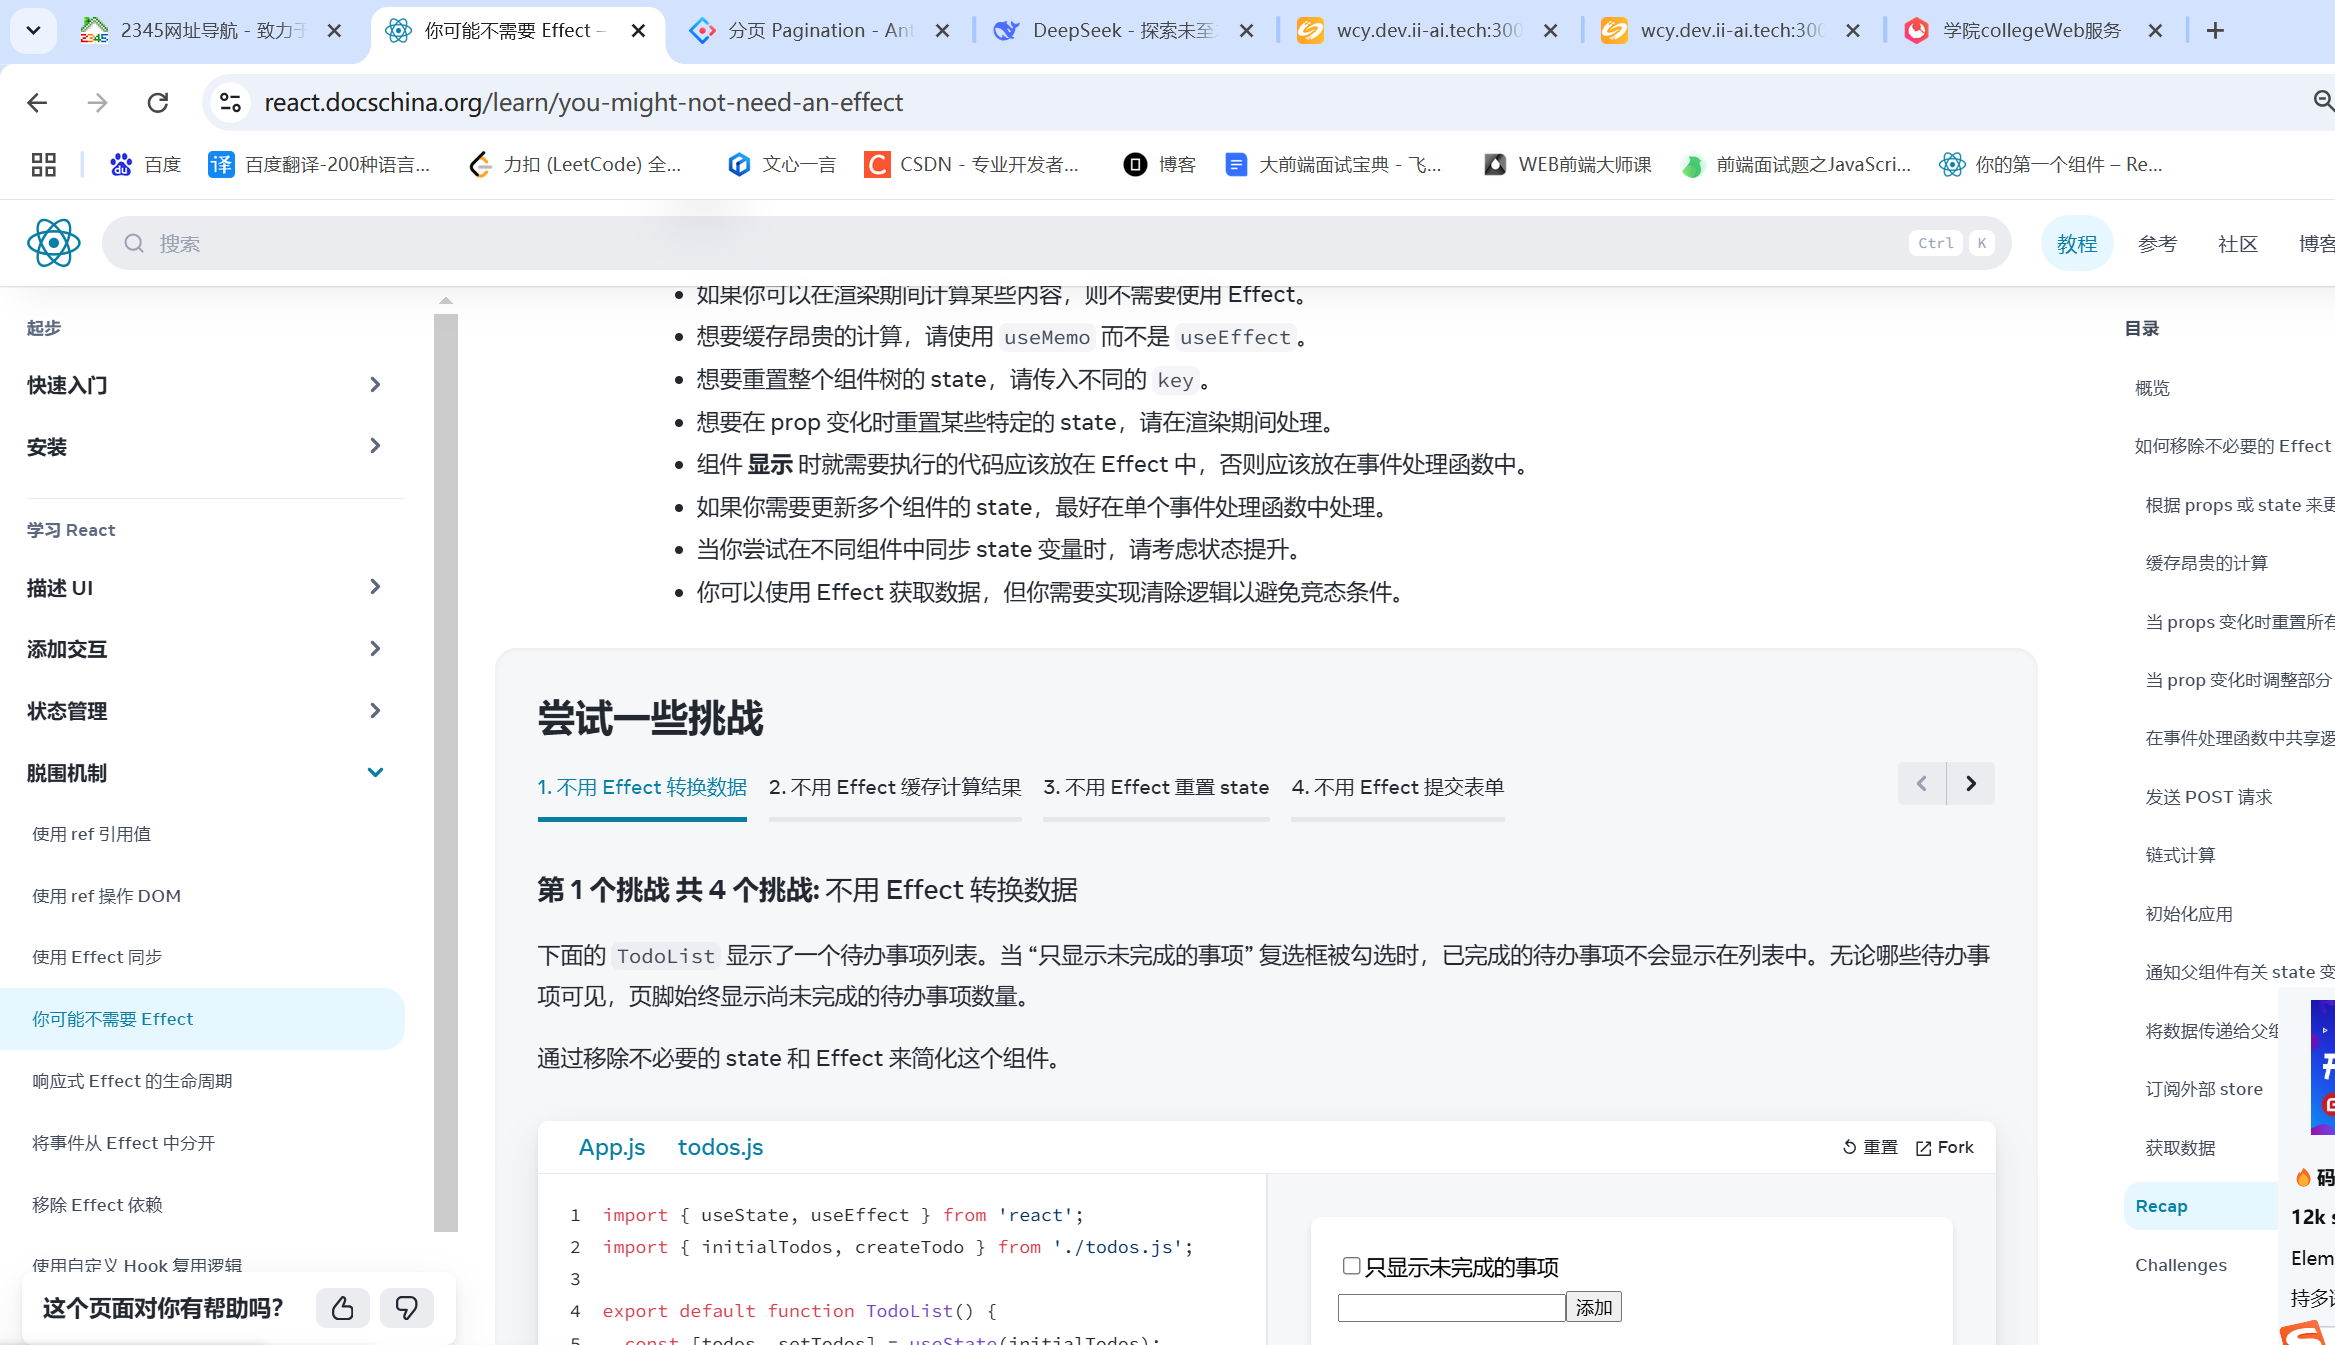 2345网址导航 - 致力于
你可能不需要 Effect –
分页 Pagination - Ant
DeepSeek - 探索未至
wcy.dev.ii-ai.tech:300
wcy.dev.ii-ai.tech:300
学院collegeWeb服务
react.docschina.org/learn/you-might-not-need-an-effect
百度
译 百度翻译-200种语言...
力扣 (LeetCode) 全...
文心一言
CSDN - 专业开发者...
博客
大前端面试宝典 - 飞...
WEB前端大师课
前端面试题之JavaScri...
你的第一个组件 – Re...
搜索
Ctrl K
教程
参考
社区
博客
起步
快速入门
安装
学习 React
描述 UI
添加交互
状态管理
脱围机制
使用 ref 引用值
使用 ref 操作 DOM
使用 Effect 同步
你可能不需要 Effect
响应式 Effect 的生命周期
将事件从 Effect 中分开
移除 Effect 依赖
使用自定义 Hook 复用逻辑
这个页面对你有帮助吗？
如果你可以在渲染期间计算某些内容，则不需要使用 Effect。
想要缓存昂贵的计算，请使用 useMemo 而不是 useEffect。
想要重置整个组件树的 state，请传入不同的 key。
想要在 prop 变化时重置某些特定的 state，请在渲染期间处理。
组件 显示 时就需要执行的代码应该放在 Effect 中，否则应该放在事件处理函数中。
如果你需要更新多个组件的 state，最好在单个事件处理函数中处理。
当你尝试在不同组件中同步 state 变量时，请考虑状态提升。
你可以使用 Effect 获取数据，但你需要实现清除逻辑以避免竞态条件。
尝试一些挑战
1. 不用 Effect 转换数据
2. 不用 Effect 缓存计算结果
3. 不用 Effect 重置 state
4. 不用 Effect 提交表单
第 1 个挑战 共 4 个挑战: 不用 Effect 转换数据
下面的 TodoList 显示了一个待办事项列表。当 “只显示未完成的事项” 复选框被勾选时，已完成的待办事项不会显示在列表中。无论哪些待办事
项可见，页脚始终显示尚未完成的待办事项数量。
通过移除不必要的 state 和 Effect 来简化这个组件。
App.js
todos.js
重置
Fork
1 import { useState, useEffect } from 'react';
2 import { initialTodos, createTodo } from './todos.js';
3
4 export default function TodoList() {
5 const [todos, setTodos] = useState(initialTodos);
只显示未完成的事项
添加
目录
概览
如何移除不必要的 Effect
根据 props 或 state 来更
缓存昂贵的计算
当 props 变化时重置所有
当 prop 变化时调整部分
在事件处理函数中共享逻
发送 POST 请求
链式计算
初始化应用
通知父组件有关 state 变
将数据传递给父组
订阅外部 store
获取数据
Recap
Challenges
码
12k
Elem
持多